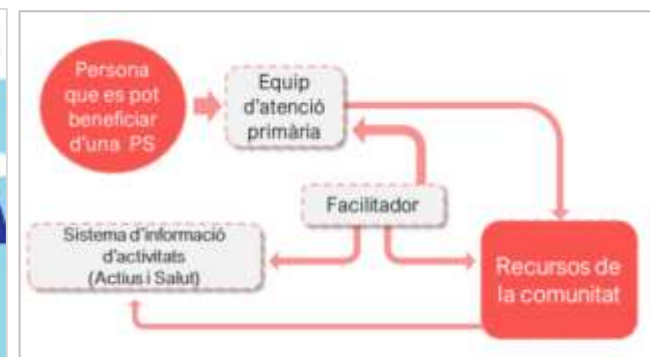 Persona
que es pot
beneficiar
d'una PS
Equip
d'atenció
primària
Facilitador
Sistema d'informació
d'activitats
(Actius i Salut)
Recursos de
la comunitat